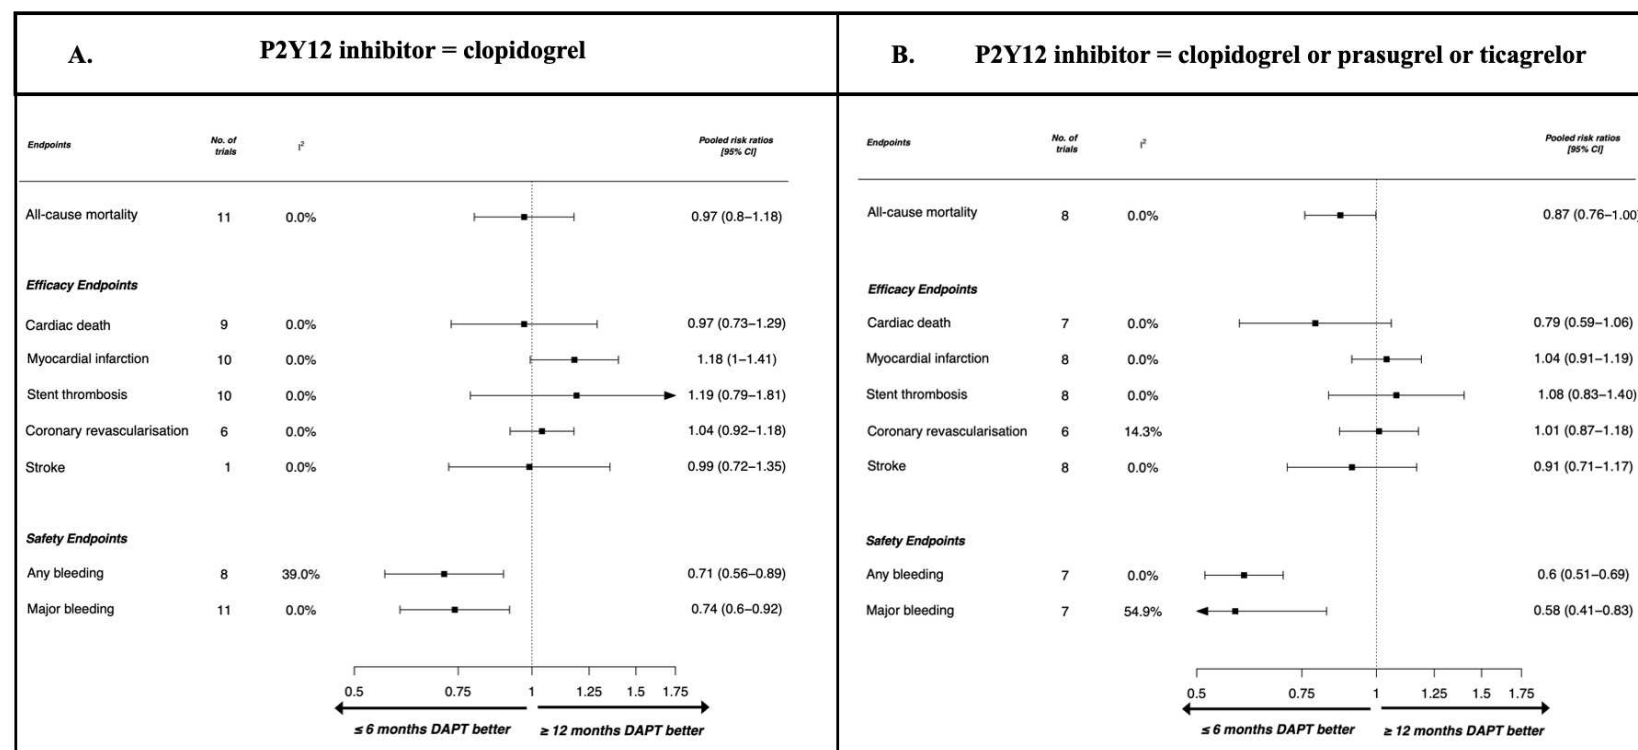 A. P2Y12 inhibitor = clopidogrel
Endpoints No. of trials I² Pooled risk ratios [95% CI]
All-cause mortality 11 0.0% 0.97 (0.8–1.18)
Efficacy Endpoints
Cardiac death 9 0.0% 0.97 (0.73–1.29)
Myocardial infarction 10 0.0% 1.18 (1–1.41)
Stent thrombosis 10 0.0% 1.19 (0.79–1.81)
Coronary revascularisation 6 0.0% 1.04 (0.92–1.18)
Stroke 1 0.0% 0.99 (0.72–1.35)
Safety Endpoints
Any bleeding 8 39.0% 0.71 (0.56–0.89)
Major bleeding 11 0.0% 0.74 (0.6–0.92)
0.5 0.75 1 1.25 1.5 1.75
≤ 6 months DAPT better ≥ 12 months DAPT better
B. P2Y12 inhibitor = clopidogrel or prasugrel or ticagrelor
Endpoints No. of trials I² Pooled risk ratios [95% CI]
All-cause mortality 8 0.0% 0.87 (0.76–1.00)
Efficacy Endpoints
Cardiac death 7 0.0% 0.79 (0.59–1.06)
Myocardial infarction 8 0.0% 1.04 (0.91–1.19)
Stent thrombosis 8 0.0% 1.08 (0.83–1.40)
Coronary revascularisation 6 14.3% 1.01 (0.87–1.18)
Stroke 8 0.0% 0.91 (0.71–1.17)
Safety Endpoints
Any bleeding 7 0.0% 0.6 (0.51–0.69)
Major bleeding 7 54.9% 0.58 (0.41–0.83)
0.5 0.75 1 1.25 1.5 1.75
≤ 6 months DAPT better ≥ 12 months DAPT better